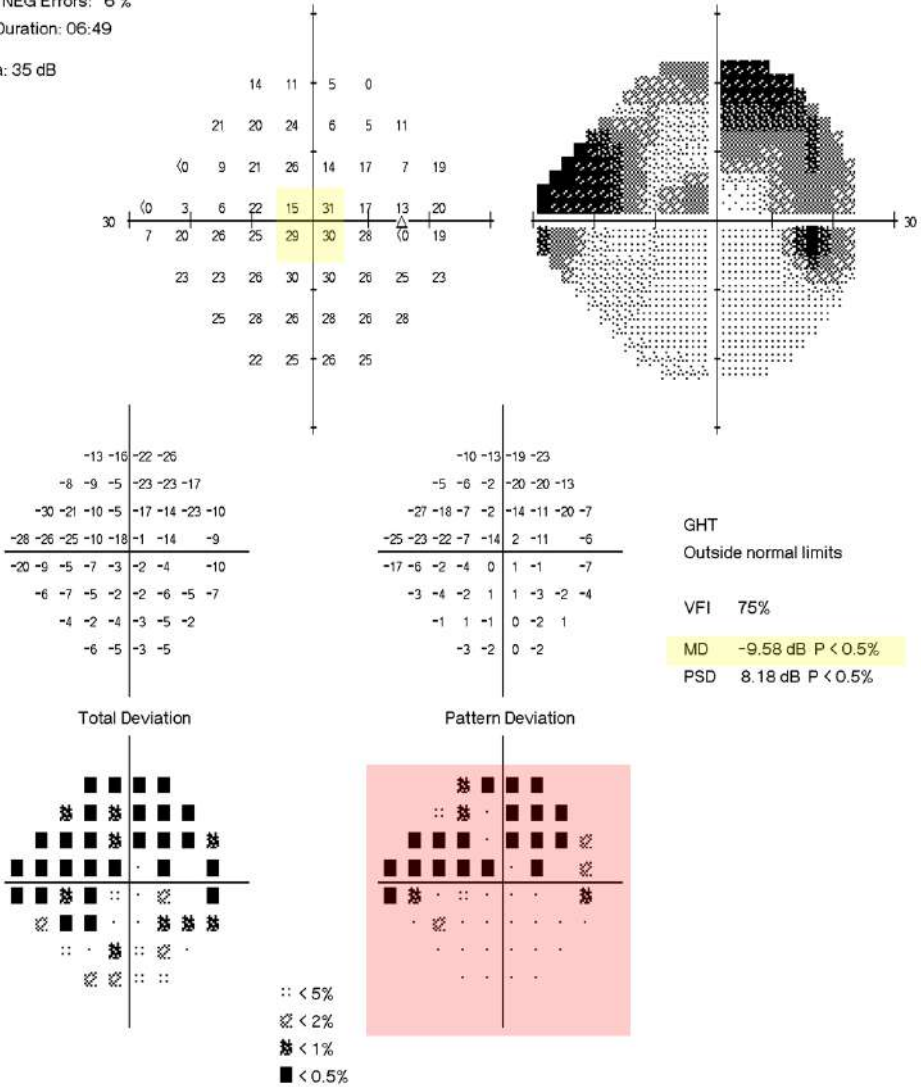 NEG Errors: 6 %
Duration: 06:49
a: 35 dB
14 11 5 0
21 20 24 6 5 11
<0 9 21 26 14 17 7 19
<0 3 6 22 15 31 17 13 20
30 30
7 20 26 25 29 30 28 <0 19
23 23 26 30 30 26 25 23
25 28 26 28 26 28
22 25 26 25
-13 -16 -22 -26
-8 -9 -5 -23 -23 -17
-30 -21 -10 -5 -17 -14 -23 -10
-28 -26 -25 -10 -18 -1 -14 -9
-20 -9 -5 -7 -3 -2 -4 -10
-6 -7 -5 -2 -2 -6 -5 -7
-4 -2 -4 -3 -5 -2
-6 -5 -3 -5
Total Deviation
-10 -13 -19 -23
-5 -6 -2 -20 -20 -13
-27 -18 -7 -2 -14 -11 -20 -7
-25 -23 -22 -7 -14 2 -11 -6
-17 -6 -2 -4 0 1 -1 -7
-3 -4 -2 1 1 -3 -2 -4
-1 1 -1 0 -2 1
-3 -2 0 -2
Pattern Deviation
GHT
Outside normal limits
VFI 75%
MD -9.58 dB P < 0.5%
PSD 8.18 dB P < 0.5%
< 5%
< 2%
< 1%
< 0.5%